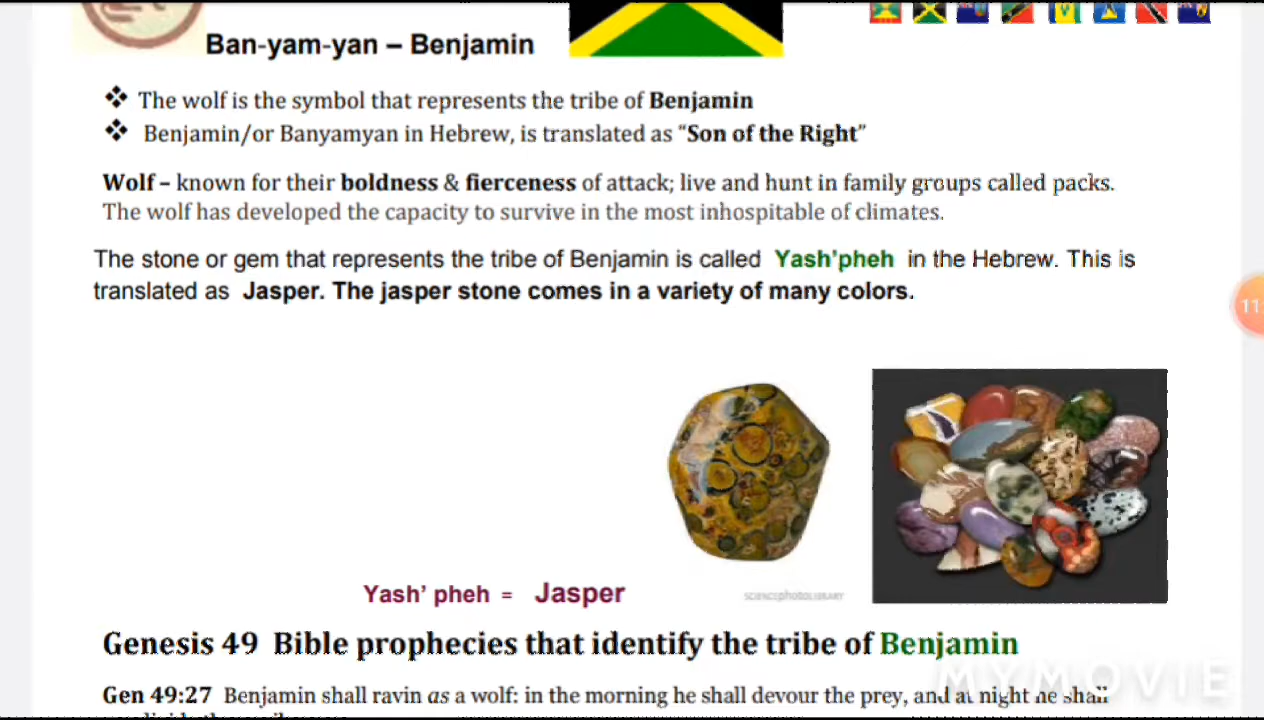 Ban-yam-yan – Benjamin
❖ The wolf is the symbol that represents the tribe of Benjamin
❖ Benjamin/or Banyamyan in Hebrew, is translated as “Son of the Right”
Wolf – known for their boldness & fierceness of attack; live and hunt in family groups called packs.
The wolf has developed the capacity to survive in the most inhospitable of climates.
The stone or gem that represents the tribe of Benjamin is called Yash’pheh in the Hebrew. This is
translated as Jasper. The jasper stone comes in a variety of many colors.
11
SCIENCEphotoLIBRARY
Yash’ pheh = Jasper
Genesis 49 Bible prophecies that identify the tribe of Benjamin
Gen 49:27 Benjamin shall ravin as a wolf: in the morning he shall devour the prey, and at night he shall
MYMOVIE